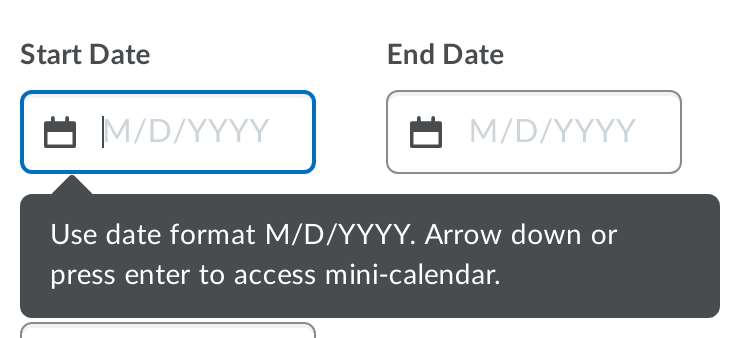 Start Date
End Date
M/D/YYYY
M/D/YYYY
Use date format M/D/YYYY. Arrow down or
press enter to access mini-calendar.